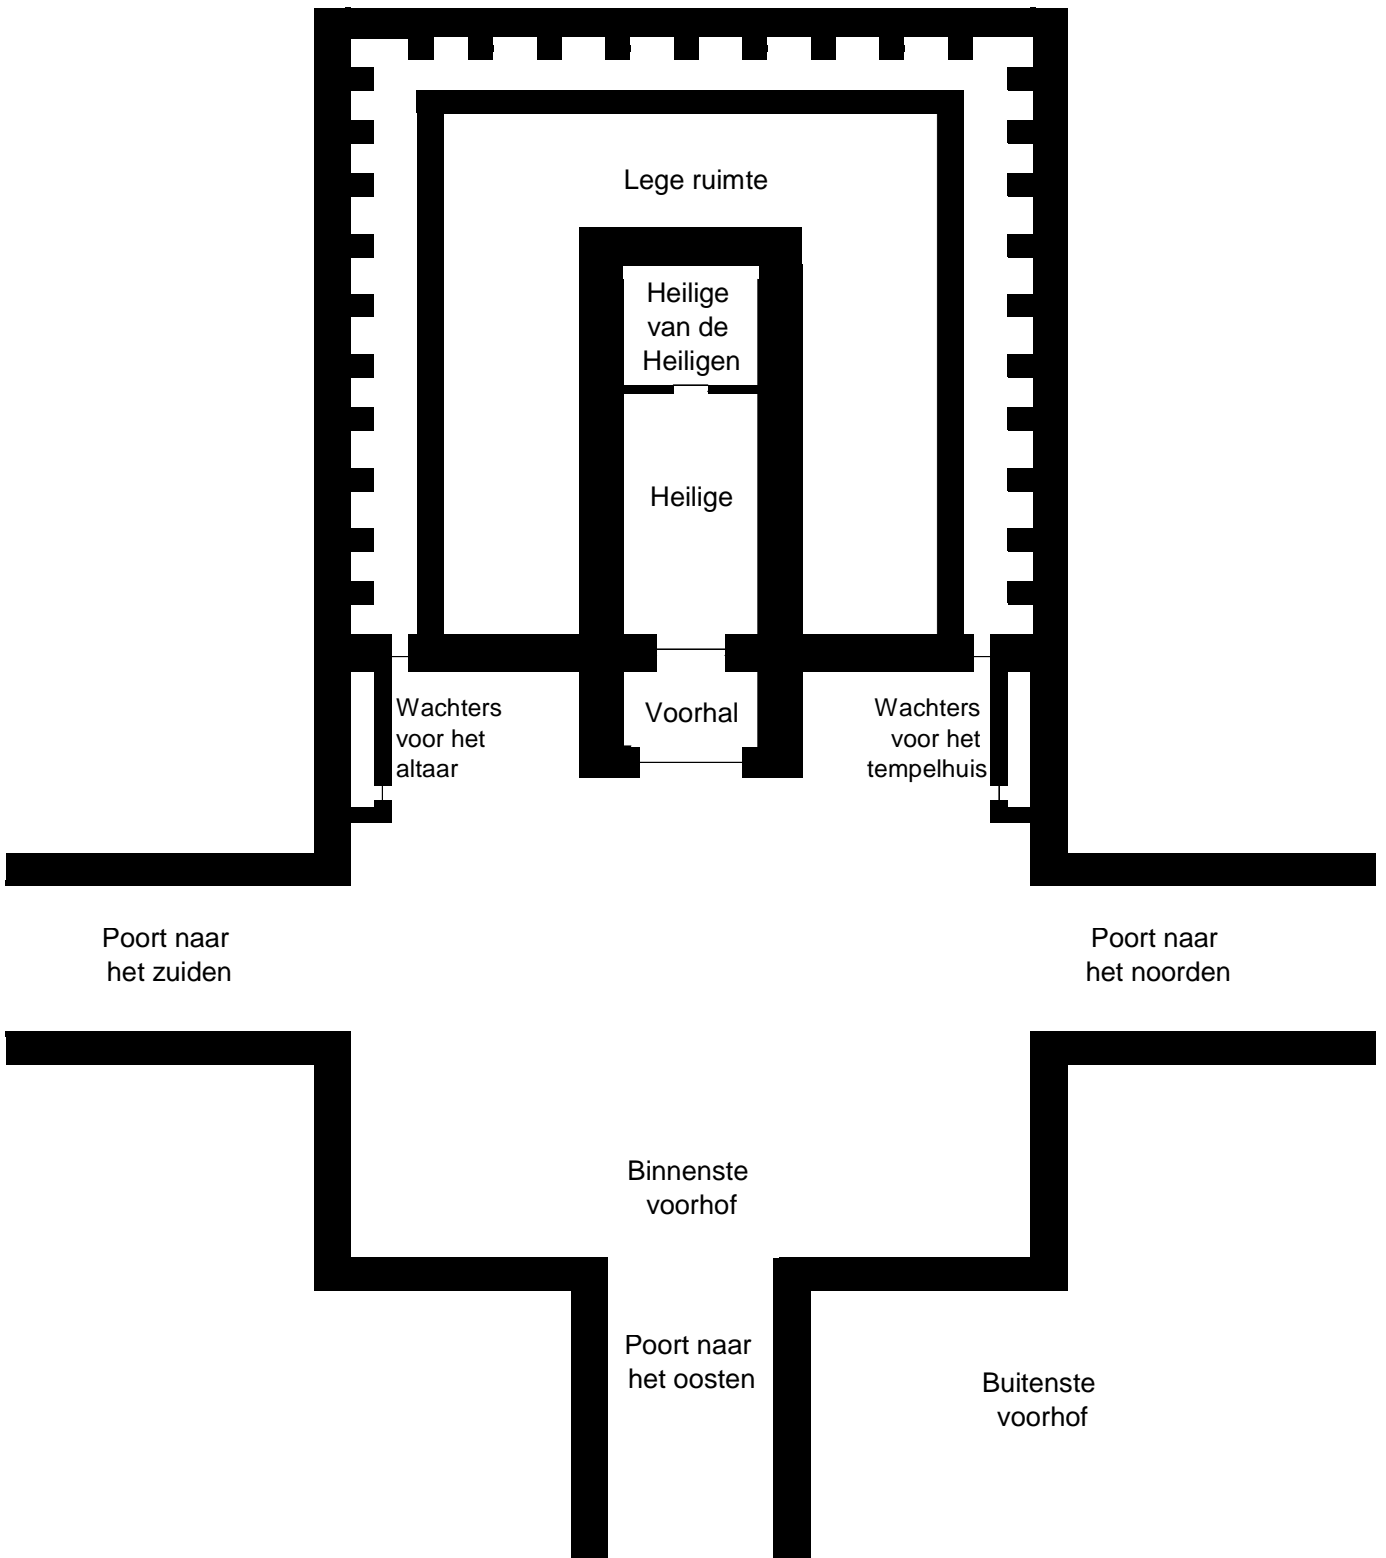 Lege ruimte
Heilige
van de
Heiligen
Heilige
Wachters
voor het
altaar
Voorhal
Wachters
voor het
tempelhuis
Poort naar
het zuiden
Poort naar
het noorden
Binnenste
voorhof
Poort naar
het oosten
Buitenste
voorhof